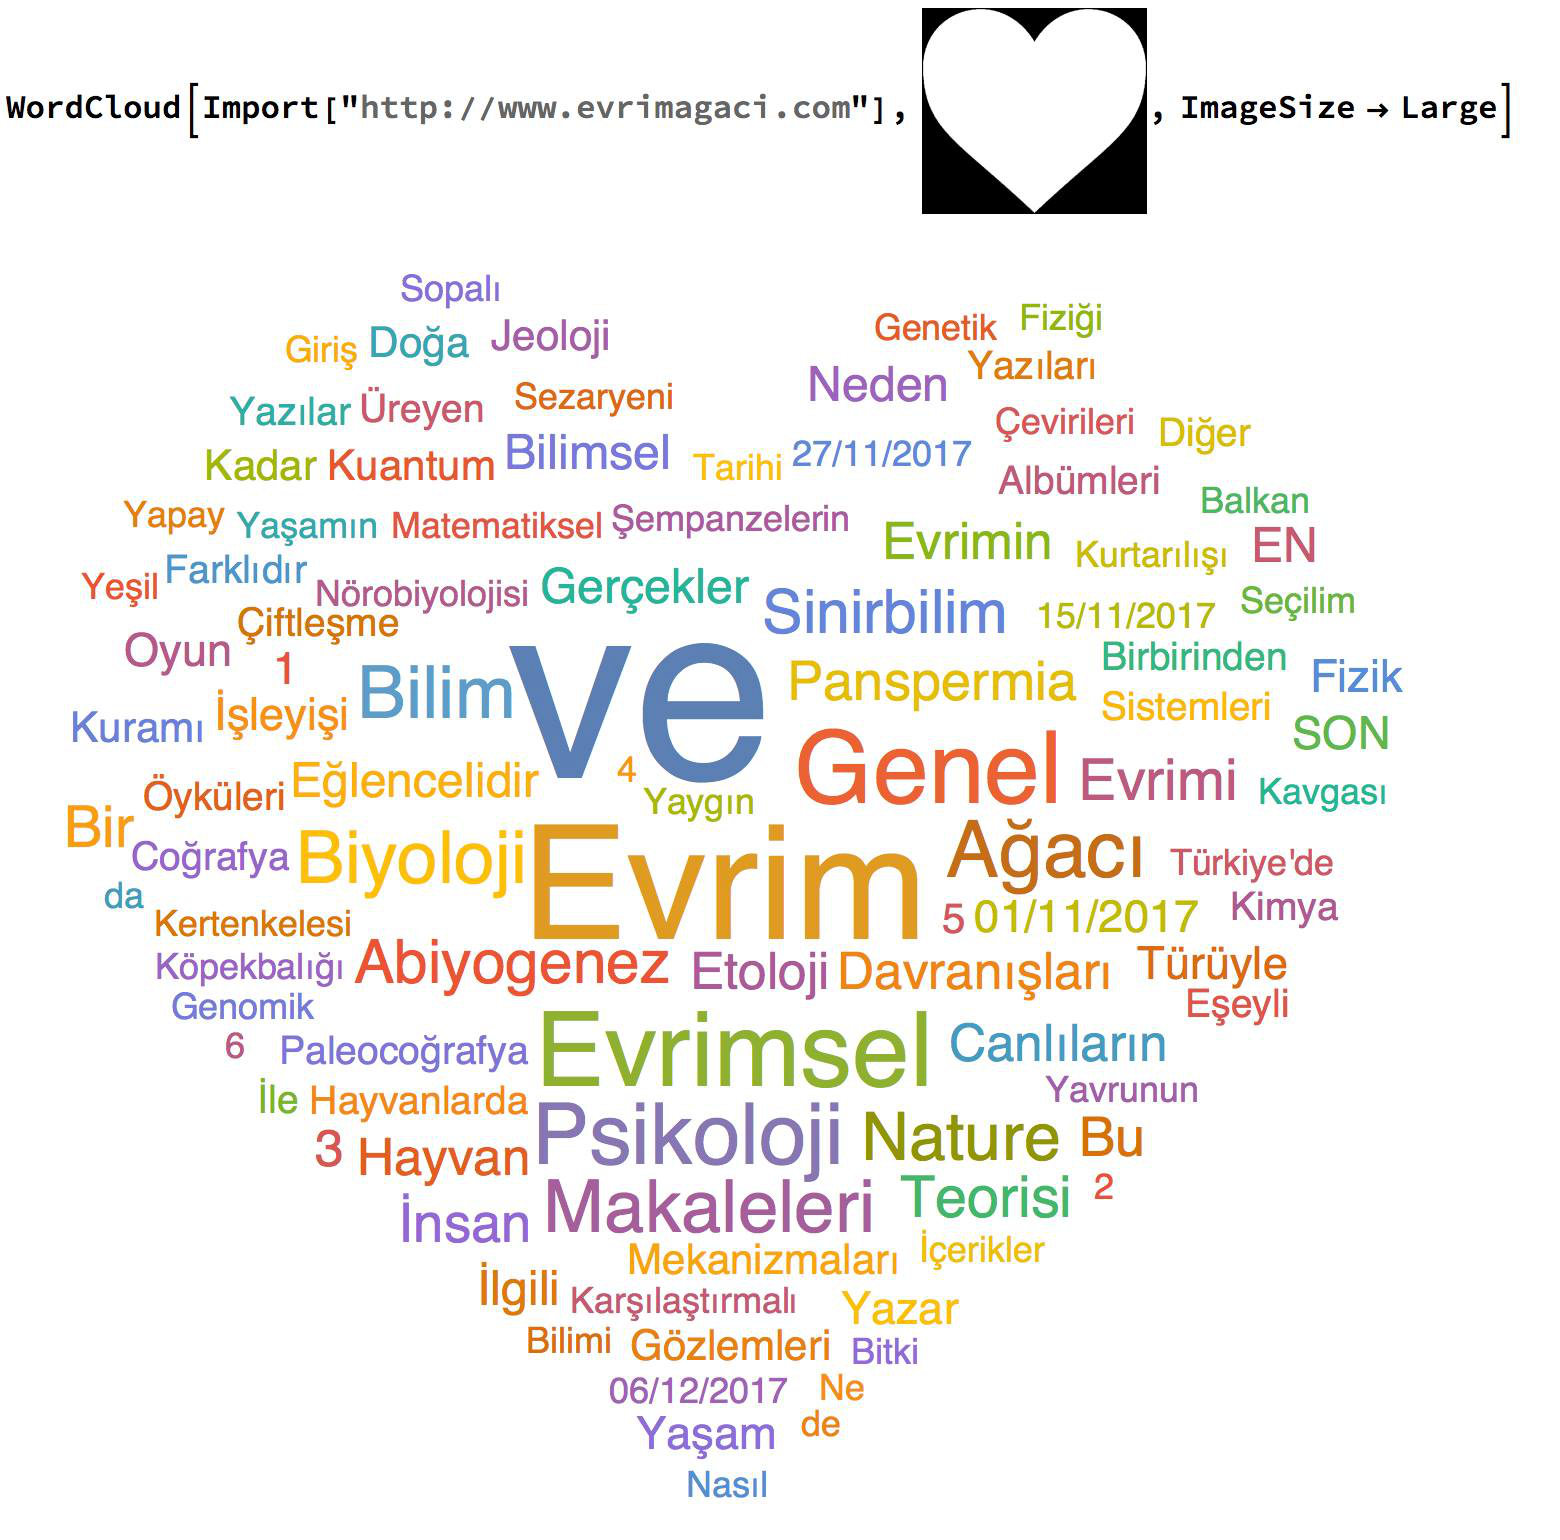 WordCloud[Import["http://www.evrimagaci.com"], , ImageSize → Large]
Sopalı
Genetik Fiziği
Giriş Doğa Jeoloji
Neden Yazıları
Yazılar Üreyen Sezaryeni
Çevirileri Diğer
Kadar Kuantum Bilimsel Tarihi 27/11/2017
Albümleri Balkan
Yapay Yaşamın Matematiksel Şempanzelerin
Evrimin Kurtarılışı EN
Yeşil Farklıdır Nörobiyolojisi Gerçekler
Sinirbilim 15/11/2017 Seçilim
Çiftleşme
Oyun 1 Bilim ve Panspermia Birbirinden Fizik
Kuramı İşleyişi Sistemleri SON
Öyküleri Eğlencelidir 4 Yaygın Genel Evrimi Kavgası
Bir Coğrafya Biyoloji Evrim Ağacı Türkiye'de
da Kertenkelesi 5 01/11/2017 Kimya
Köpekbalığı Abiyogenez Etoloji Davranışları Türüyle
Genomik Eşeyli
6 Paleocoğrafya Evrimsel Canlıların
İle Hayvanlarda Yavrunun
3 Hayvan Psikoloji Nature Bu
İnsan Makaleleri Teorisi 2
Mekanizmaları İçerikler
İlgili Karşılaştırmalı Yazar
Bilimi Gözlemleri Bitki
06/12/2017 Ne
Yaşam de
Nasıl